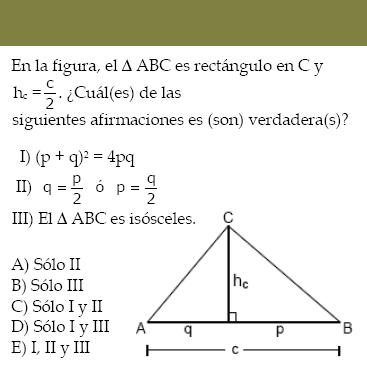 En la figura, el Δ ABC es rectángulo en C y
h_c = c/2. ¿Cuál(es) de las
siguientes afirmaciones es (son) verdadera(s)?
I) (p + q)² = 4pq
II) q = p/2 ó p = q/2
III) El Δ ABC es isósceles.
A) Sólo II
B) Sólo III
C) Sólo I y II
D) Sólo I y III
E) I, II y III
C
h_c
A q p B
c